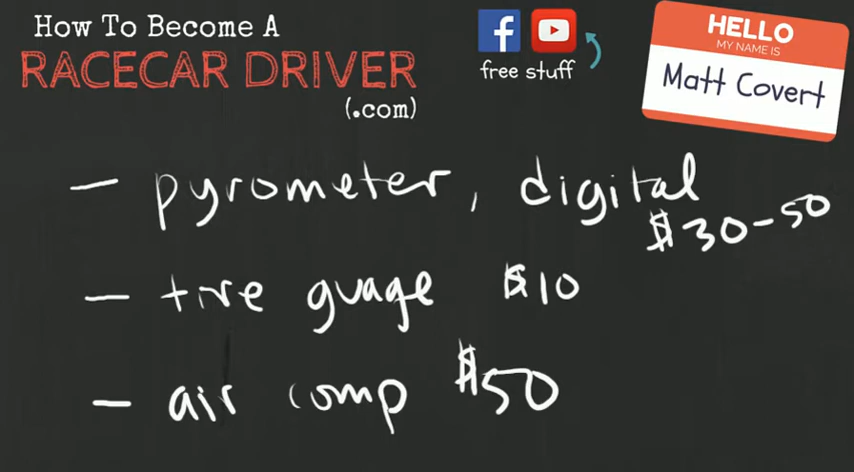 How To Become A
RACECAR DRIVER
(.com)
free stuff
HELLO
MY NAME IS
Matt Covert
- pyrometer, digital
$30-50
- tire guage $10
- air comp $50